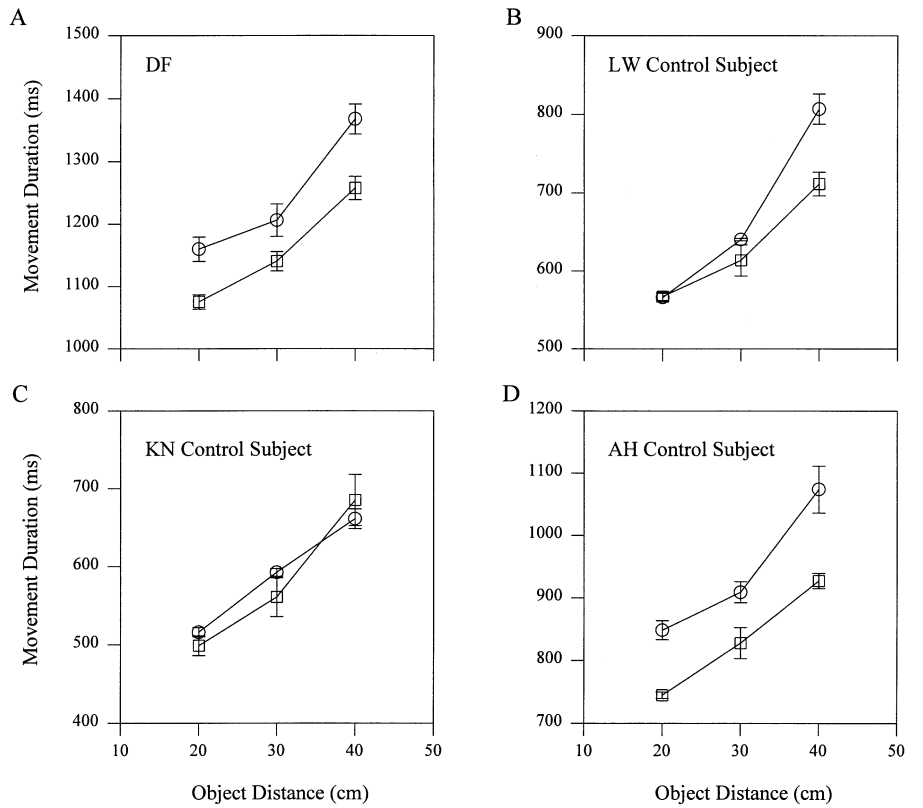 A
B
1500
1400
1300
1200
1100
1000
Movement Duration (ms)
DF
900
800
700
600
500
LW Control Subject
C
D
800
700
600
500
400
Movement Duration (ms)
KN Control Subject
10 20 30 40 50
Object Distance (cm)
1200
1100
1000
900
800
700
AH Control Subject
10 20 30 40 50
Object Distance (cm)